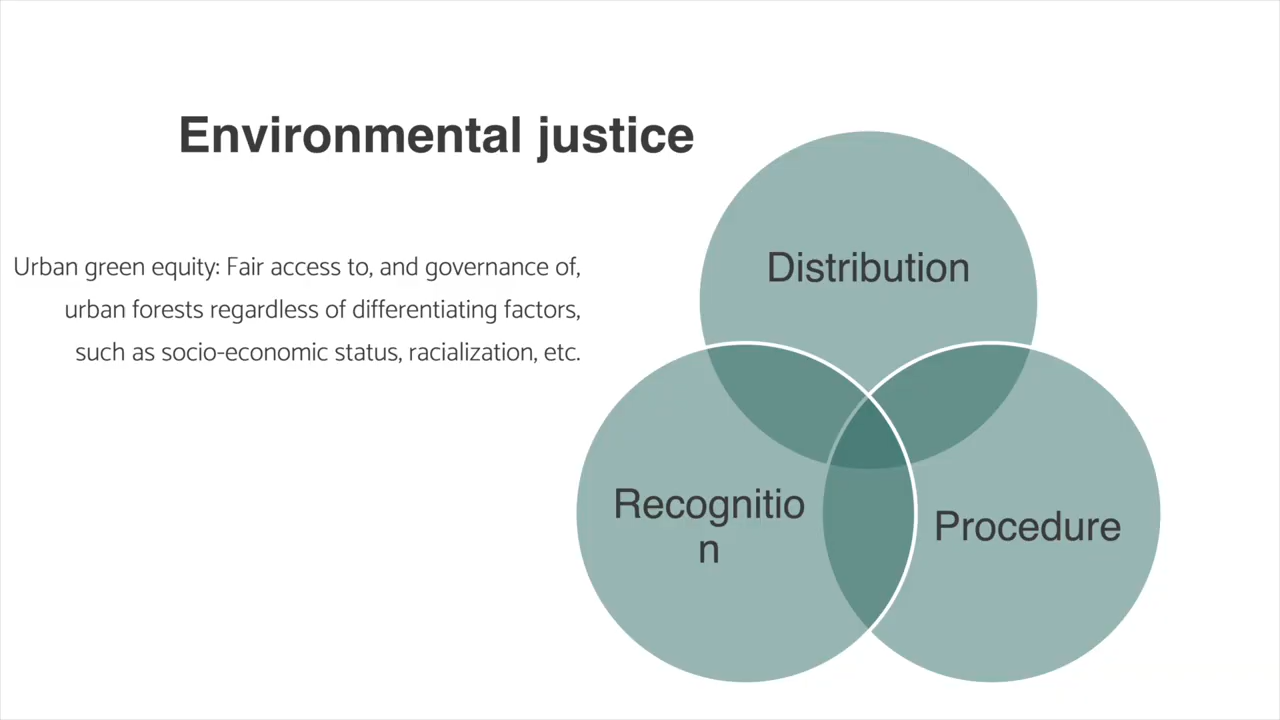 Environmental justice
Urban green equity: Fair access to, and governance of,
urban forests regardless of differentiating factors,
such as socio-economic status, racialization, etc.
Distribution
Recognitio
n
Procedure